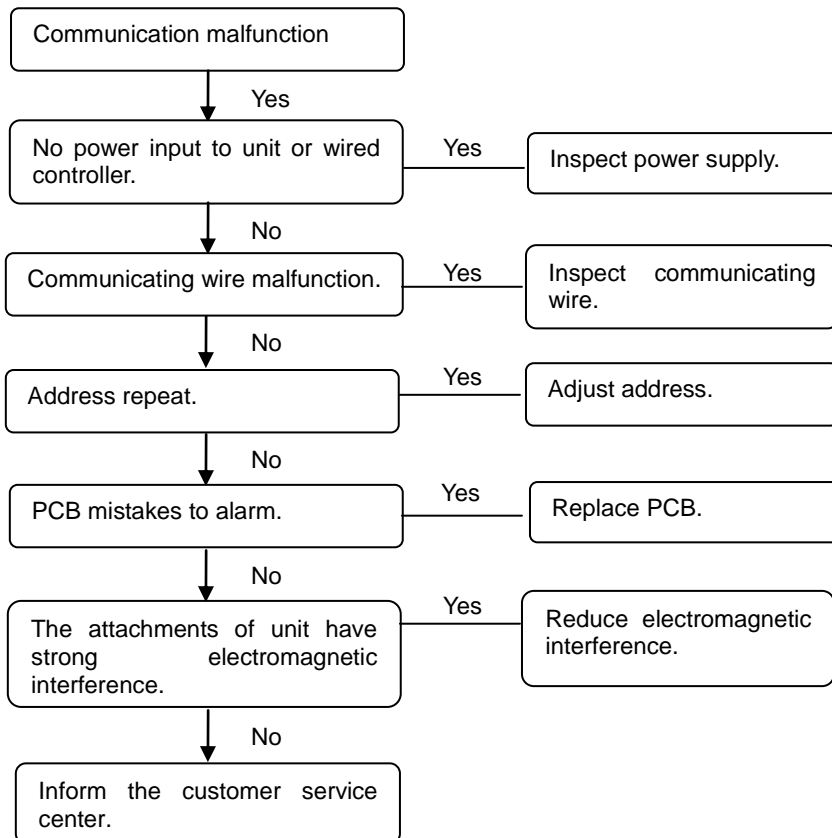 Communication malfunction
Yes
No power input to unit or wired
controller.
Yes
Inspect power supply.
No
Communicating wire malfunction.
Yes
Inspect communicating
wire.
No
Address repeat.
Yes
Adjust address.
No
PCB mistakes to alarm.
Yes
Replace PCB.
No
The attachments of unit have
strong electromagnetic
interference.
Yes
Reduce electromagnetic
interference.
No
Inform the customer service
center.